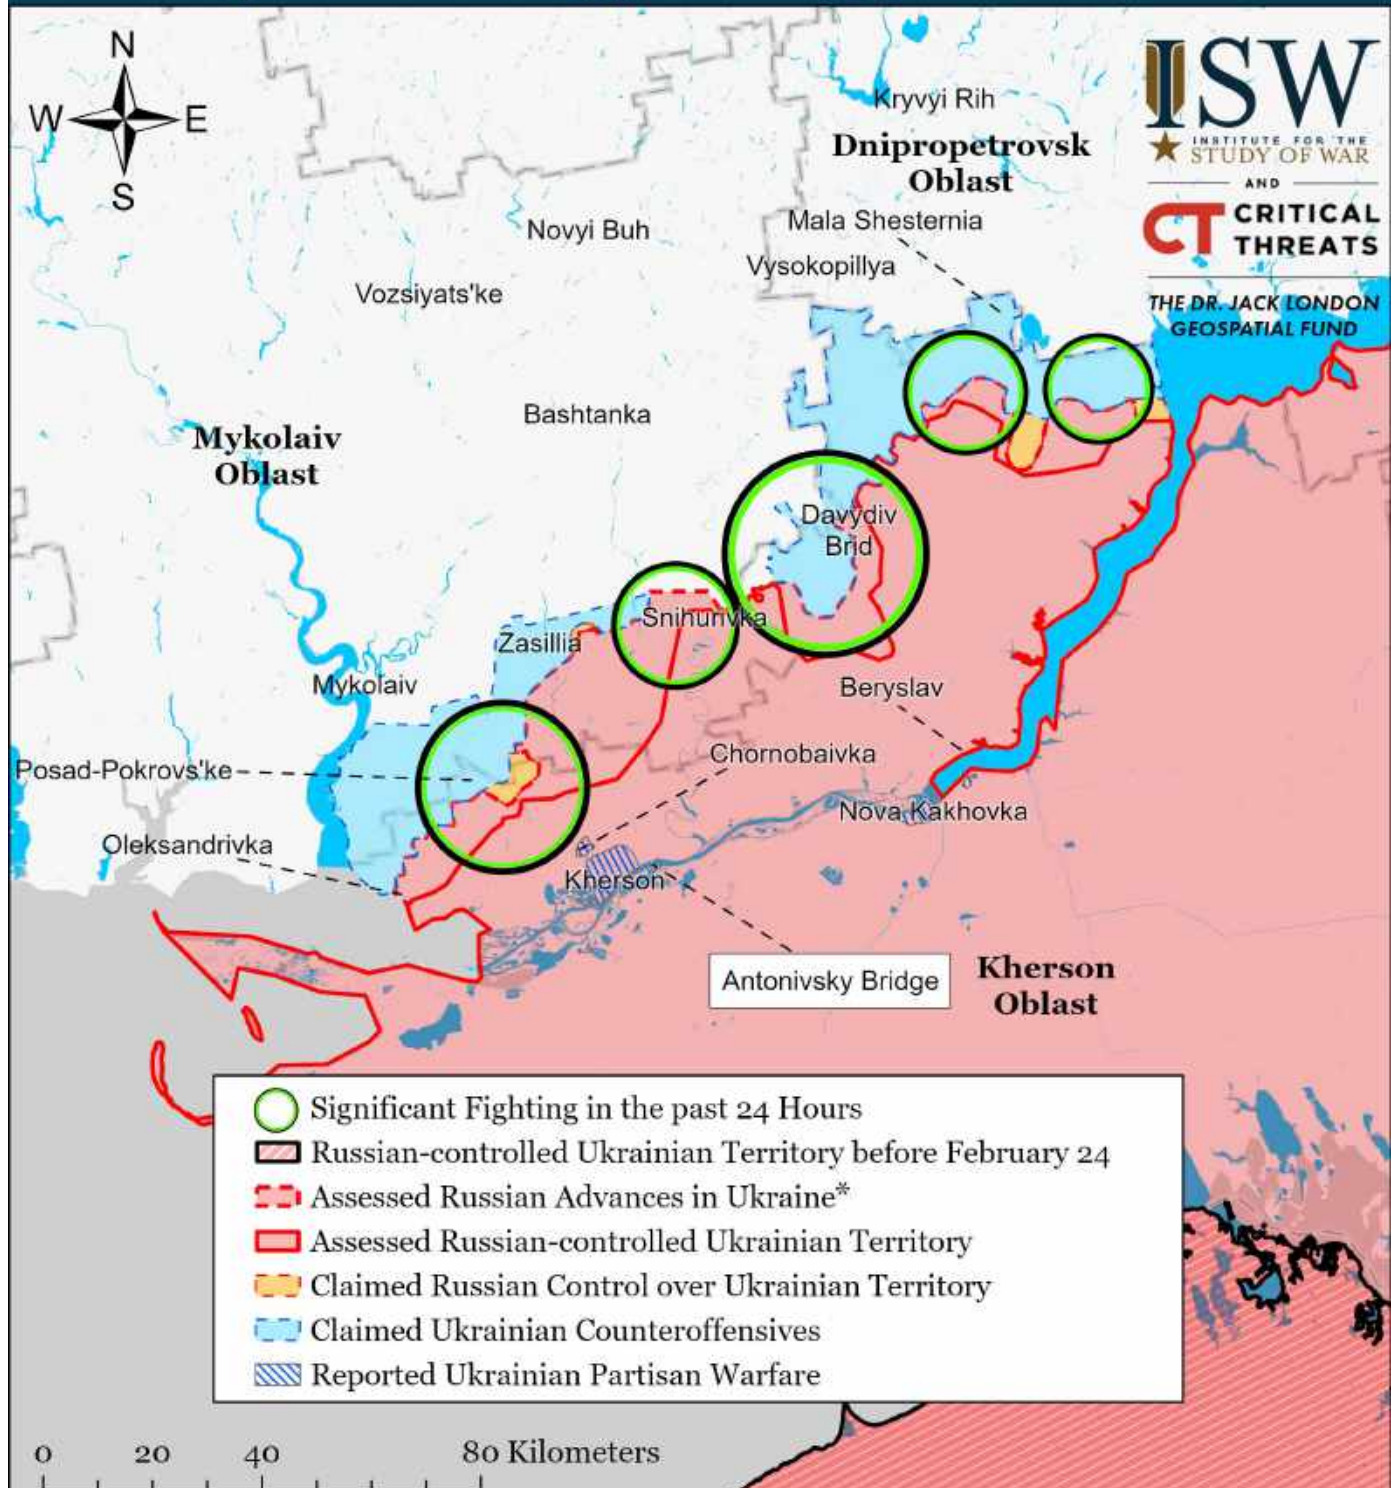 N
W E
S
ISW
INSTITUTE FOR THE
STUDY OF WAR
AND
CT CRITICAL
THREATS
THE DR. JACK LONDON
GEOSPATIAL FUND
Kryvyi Rih
Dnipropetrovsk
Oblast
Mala Shesternia
Novyi Buh
Vysokopillya
Vozsiyats'ke
Bashtanka
Mykolaiv
Oblast
Davydiv
Brid
Snihurivka
Zasillia
Mykolaiv
Beryslav
Chornobaivka
Posad-Pokrovs'ke
Nova Kakhovka
Oleksandrivka
Kherson
Antonivsky Bridge
Kherson
Oblast
Significant Fighting in the past 24 Hours
Russian-controlled Ukrainian Territory before February 24
Assessed Russian Advances in Ukraine*
Assessed Russian-controlled Ukrainian Territory
Claimed Russian Control over Ukrainian Territory
Claimed Ukrainian Counteroffensives
Reported Ukrainian Partisan Warfare
0 20 40 80 Kilometers